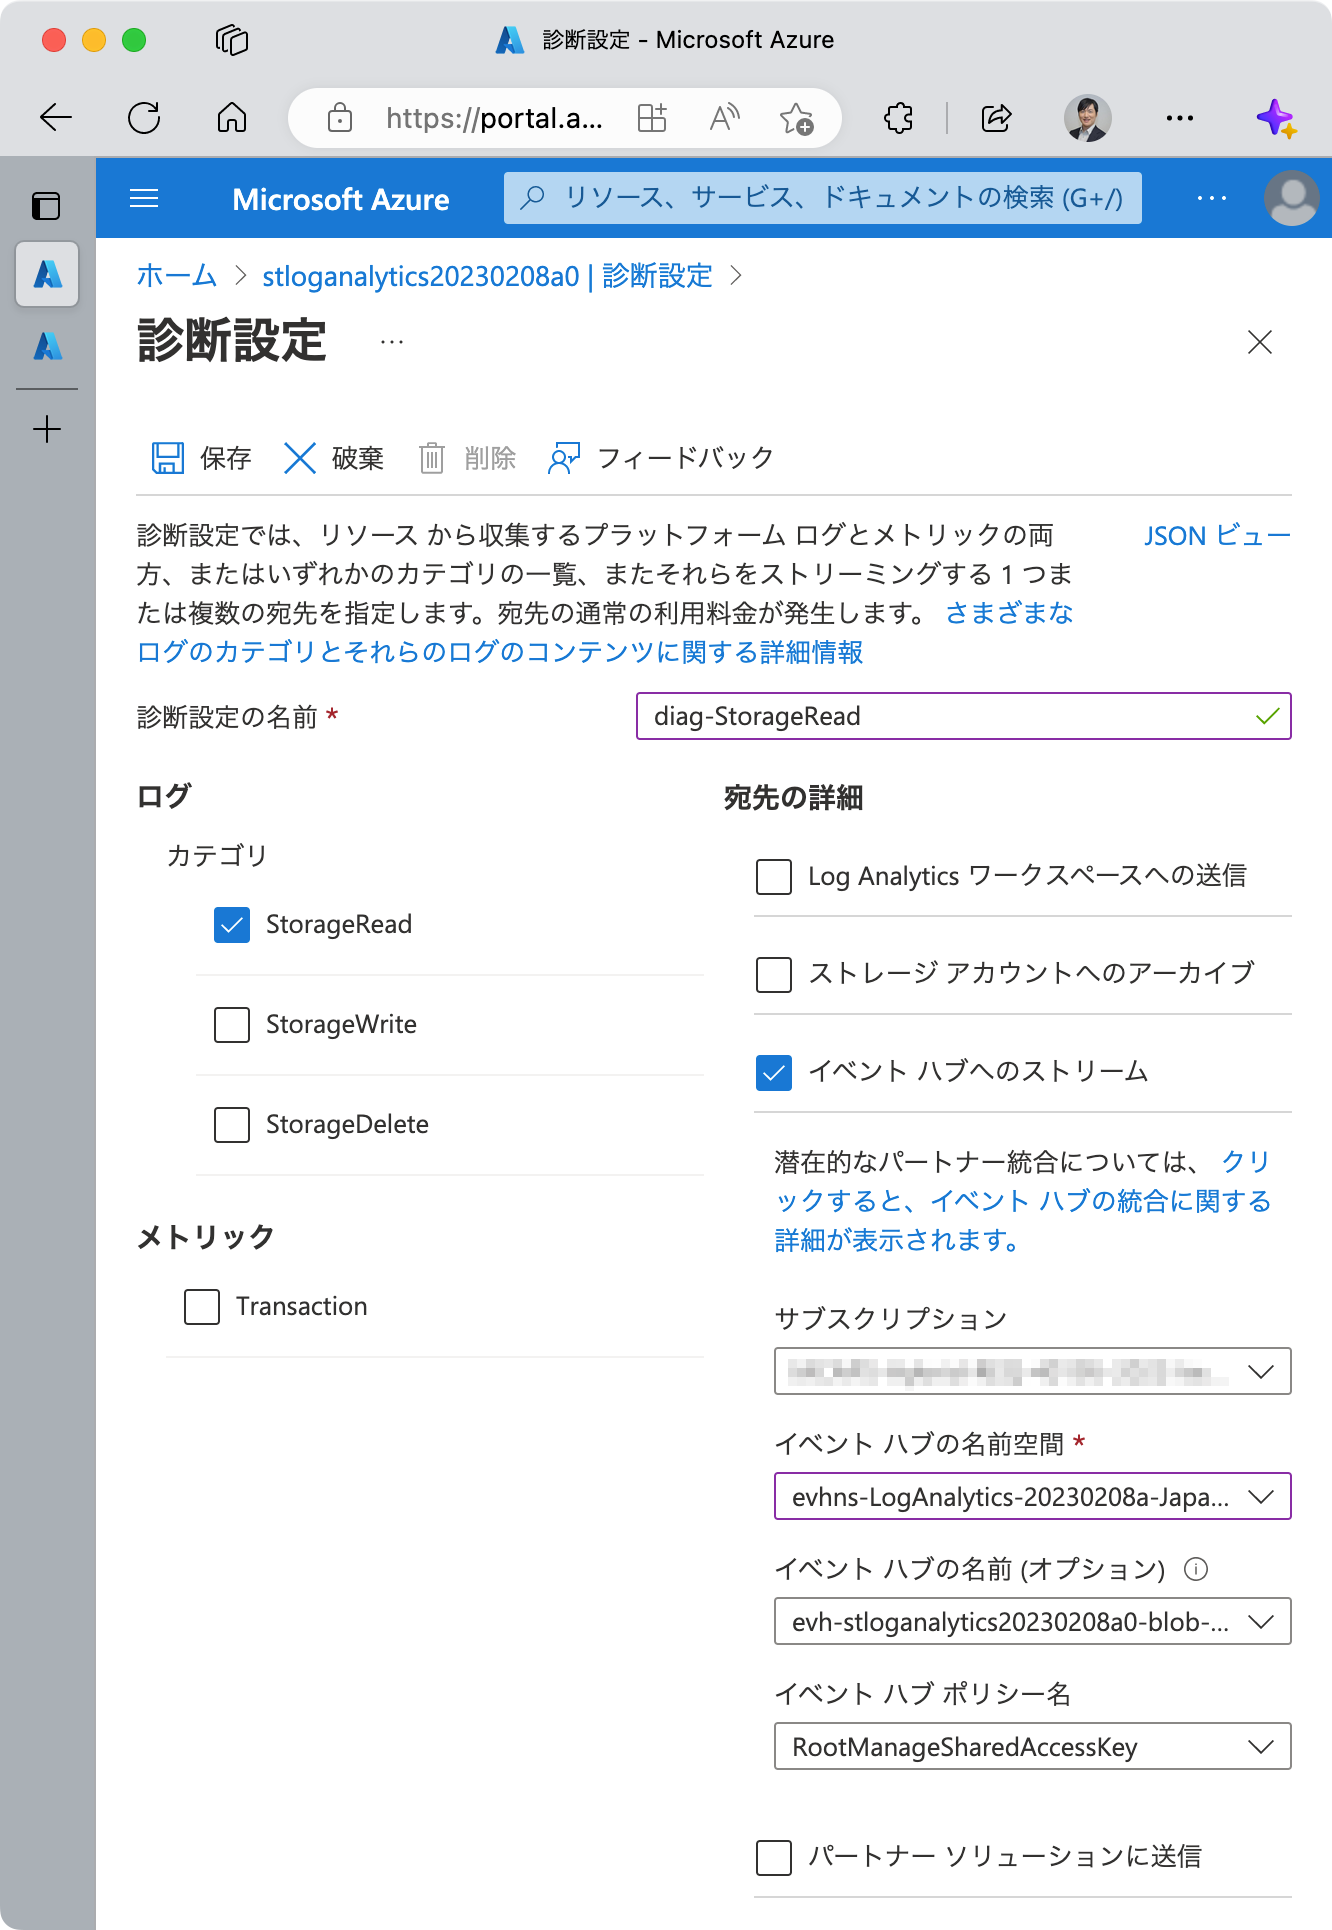 診断設定 - Microsoft Azure
https://portal.a...
Microsoft Azure
リソース、サービス、ドキュメントの検索 (G+/)
ホーム > stloganalytics20230208a0 | 診断設定 >
診断設定 ...
保存 破棄 削除 フィードバック
診断設定では、リソース から収集するプラットフォーム ログとメトリックの両
方、またはいずれかのカテゴリの一覧、またそれらをストリーミングする 1 つま
たは複数の宛先を指定します。宛先の通常の利用料金が発生します。 さまざまな
ログのカテゴリとそれらのログのコンテンツに関する詳細情報
JSON ビュー
診断設定の名前 *
diag-StorageRead
ログ
カテゴリ
StorageRead
StorageWrite
StorageDelete
メトリック
Transaction
宛先の詳細
Log Analytics ワークスペースへの送信
ストレージ アカウントへのアーカイブ
イベント ハブへのストリーム
潜在的なパートナー統合については、 クリ
ックすると、イベント ハブの統合に関する
詳細が表示されます。
サブスクリプション
イベント ハブの名前空間 *
evhns-LogAnalytics-20230208a-Japa...
イベント ハブの名前 (オプション)
evh-stloganalytics20230208a0-blob-...
イベント ハブ ポリシー名
RootManageSharedAccessKey
パートナー ソリューションに送信